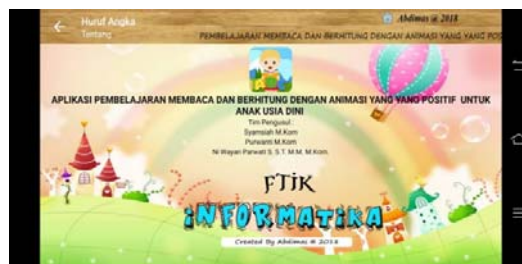 Huruf Angka
Tentang
Abdimas @ 2018
PEMBELAJARAN MEMBACA DAN BERHITUNG DENGAN ANIMASI YANG YANG POS
APLIKASI PEMBELAJARAN MEMBACA DAN BERHITUNG DENGAN ANIMASI YANG YANG POSITIF UNTUK
ANAK USIA DINI
Tim Pengusul :
Syamsiah M.Kom
Purwanti M.Kom
Ni Wayan Parwati S. S.T. M.M. M.Kom.
FTiK
iNFORMATiKA
Created By Abdimas @ 2018